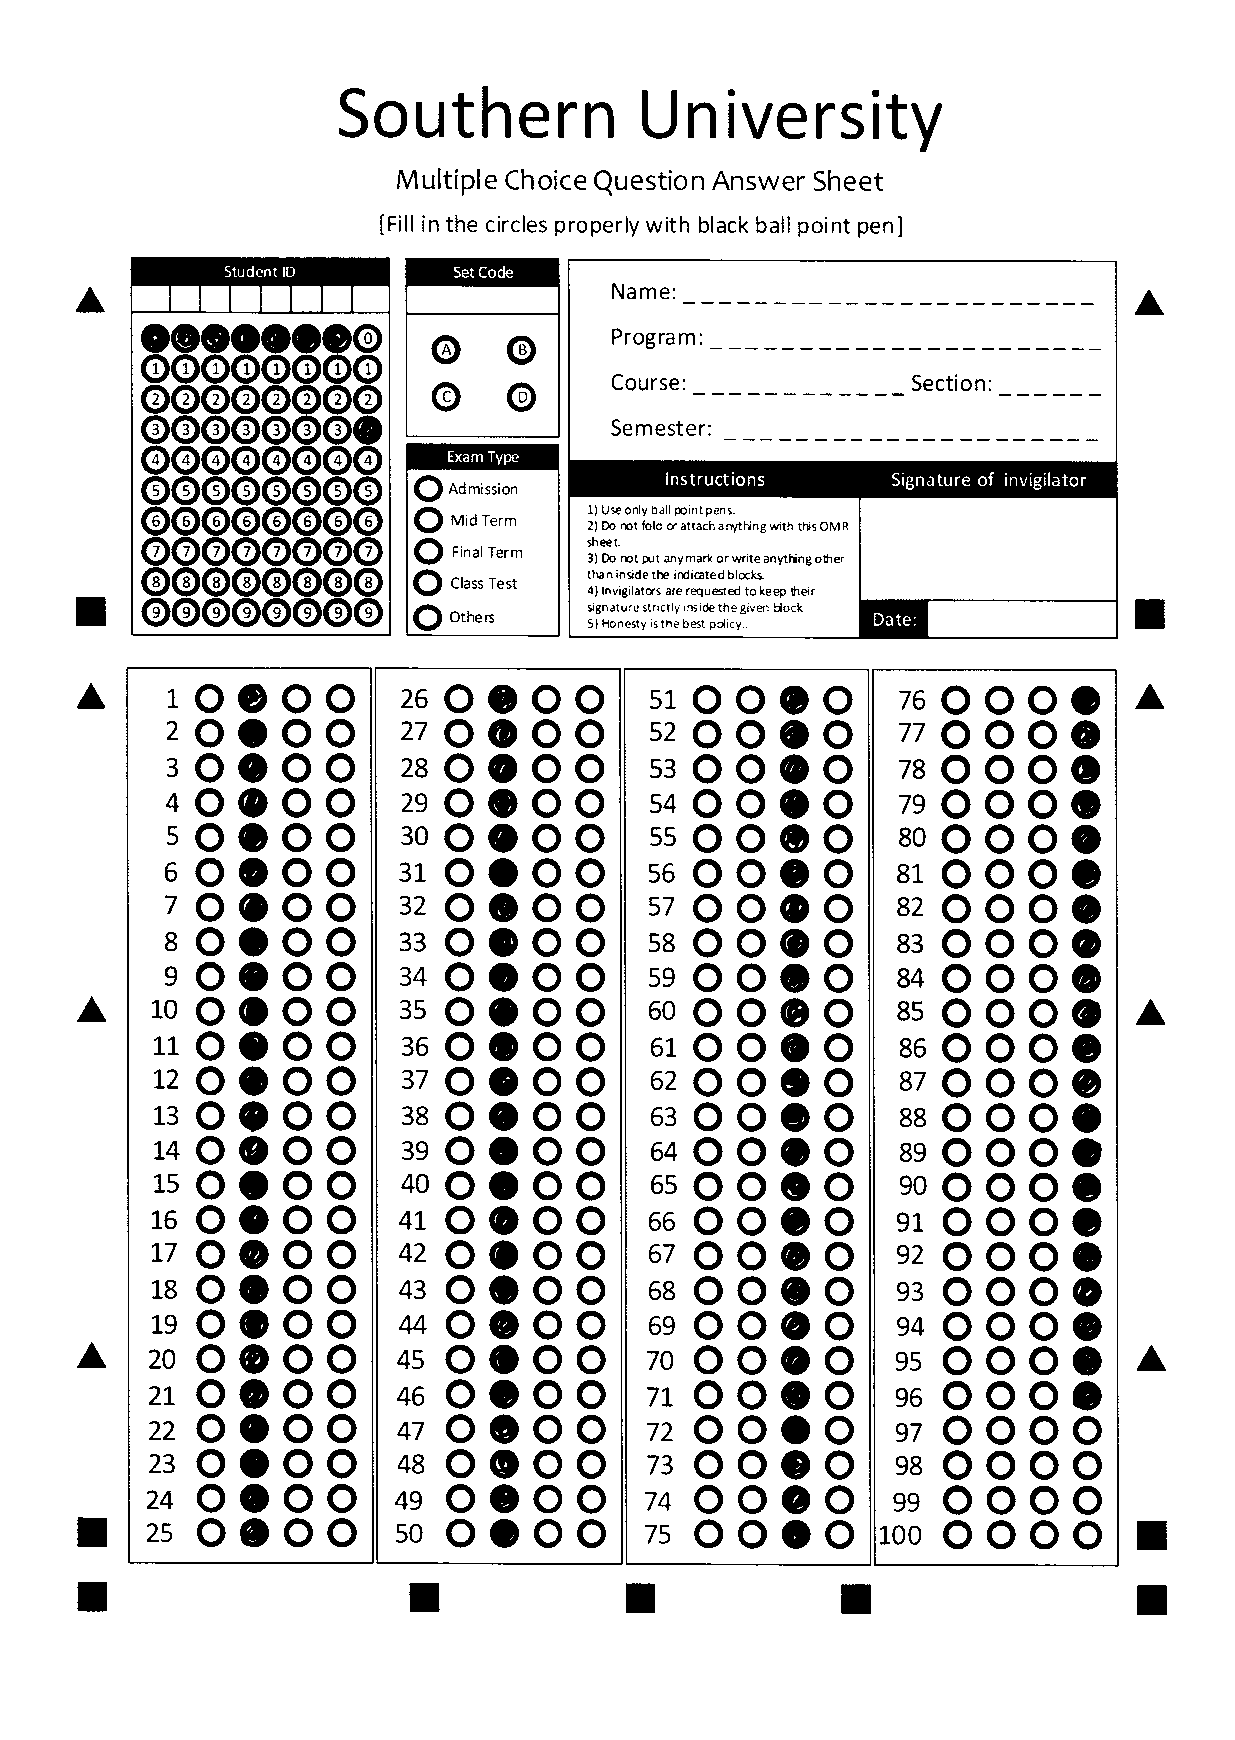 Southern University
Multiple Choice Question Answer Sheet
[Fill in the circles properly with black ball point pen]
Student ID
0
1 1 1 1 1 1 1 1
2 2 2 2 2 2 2 2
3 3 3 3 3 3 3
4 4 4 4 4 4 4 4
5 5 5 5 5 5 5 5
6 6 6 6 6 6 6 6
7 7 7 7 7 7 7 7
8 8 8 8 8 8 8 8
9 9 9 9 9 9 9 9
Set Code
A B
C D
Exam Type
Admission
Mid Term
Final Term
Class Test
Others
Name:
Program:
Course: Section:
Semester:
Instructions
1) Use only ball point pens.
2) Do not fold or attach anything with this OMR
sheet.
3) Do not put any mark or write anything other
than inside the indicated blocks.
4) Invigilators are requested to keep their
signature strictly inside the given block
5) Honesty is the best policy..
Signature of invigilator
Date:
1
2
3
4
5
6
7
8
9
10
11
12
13
14
15
16
17
18
19
20
21
22
23
24
25
26
27
28
29
30
31
32
33
34
35
36
37
38
39
40
41
42
43
44
45
46
47
48
49
50
51
52
53
54
55
56
57
58
59
60
61
62
63
64
65
66
67
68
69
70
71
72
73
74
75
76
77
78
79
80
81
82
83
84
85
86
87
88
89
90
91
92
93
94
95
96
97
98
99
100